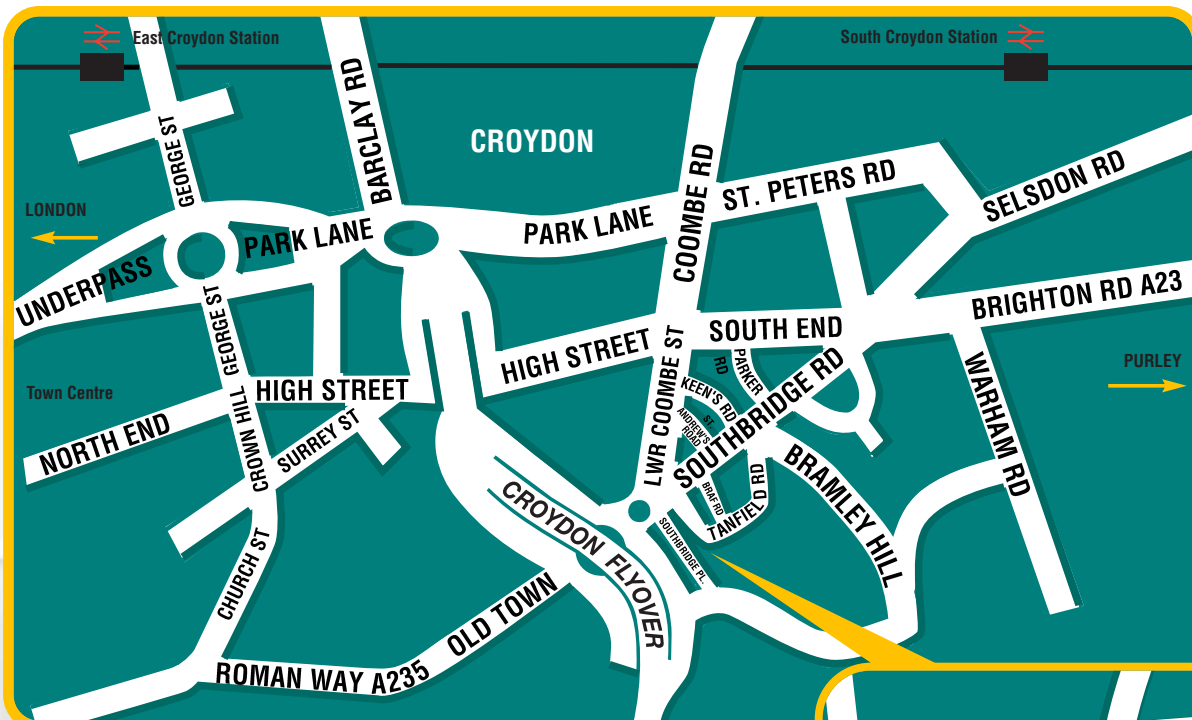 East Croydon Station
South Croydon Station
BARCLAY RD
GEORGE ST
CROYDON
COOMBE RD
ST. PETERS RD
SELSDON RD
LONDON
PARK LANE
PARK LANE
UNDERPASS
GEORGE ST
BRIGHTON RD A23
SOUTH END
HIGH STREET
PURLEY
Town Centre
HIGH STREET
LWR COOMBE ST
PARKER
RD
KEEN'S RD
SOUTHBRIDGE RD
WARHAM RD
NORTH END
CROWN HILL
SURREY ST
ST.
ANDREW'S
ROAD
BRAF RD
TANFIELD RD
BRAMLEY HILL
CROYDON FLYOVER
SOUTHBRIDGE PL.
CHURCH ST
OLD TOWN
ROMAN WAY A235